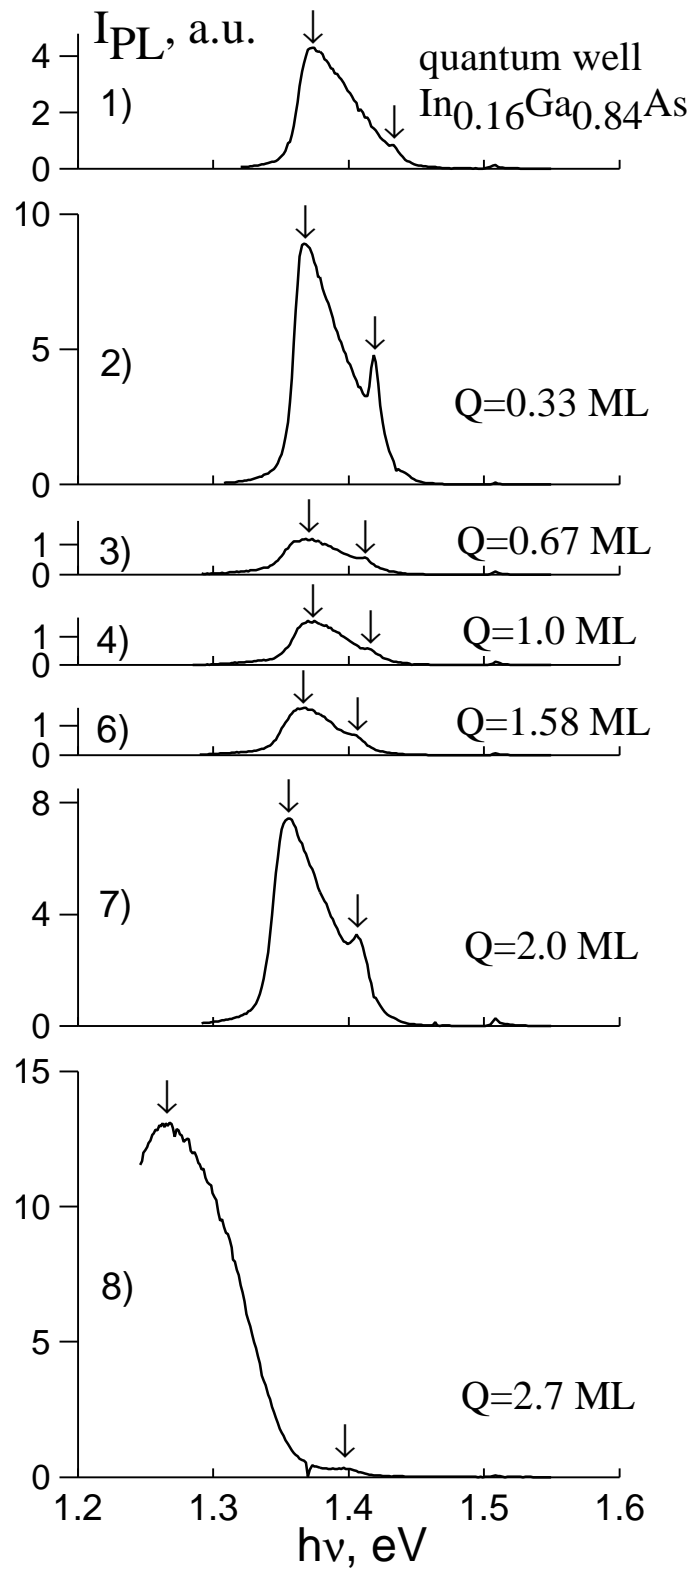 I_PL, a.u.
quantum well
In_0.16Ga_0.84As
4
2
0
1)
10
5
0
2)
Q=0.33 ML
1
0
3)
Q=0.67 ML
1
0
4)
Q=1.0 ML
1
0
6)
Q=1.58 ML
8
4
0
7)
Q=2.0 ML
15
10
5
0
8)
Q=2.7 ML
1.2 1.3 1.4 1.5 1.6
hν, eV